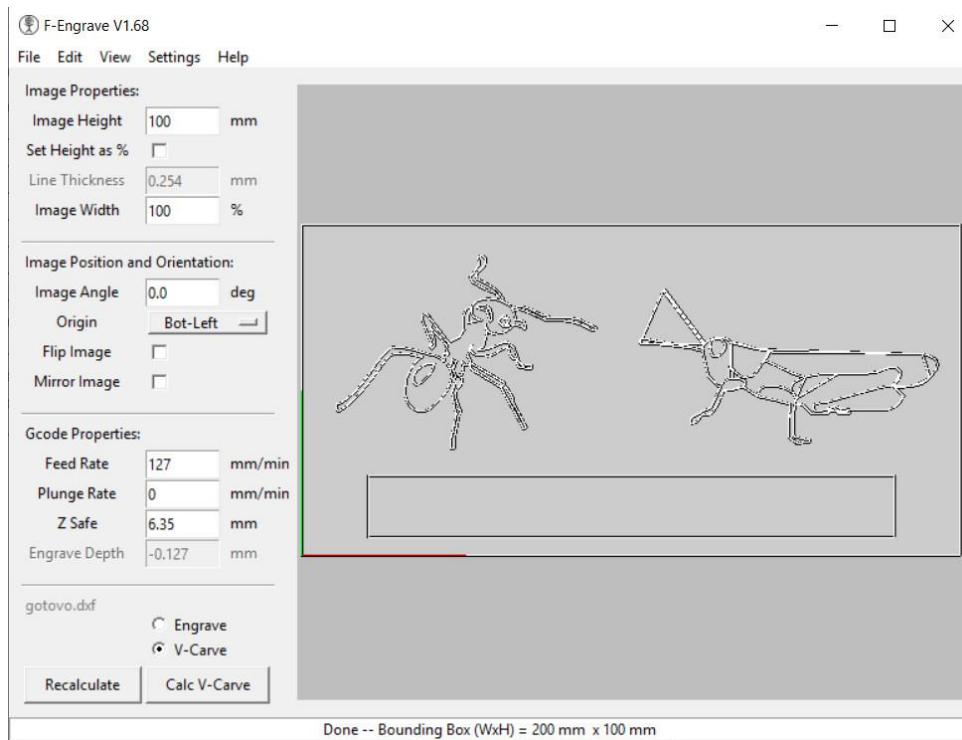 F-Engrave V1.68
File Edit View Settings Help
Image Properties:
Image Height 100 mm
Set Height as %
Line Thickness 0.254 mm
Image Width 100 %
Image Position and Orientation:
Image Angle 0.0 deg
Origin Bot-Left
Flip Image
Mirror Image
Gcode Properties:
Feed Rate 127 mm/min
Plunge Rate 0 mm/min
Z Safe 6.35 mm
Engrave Depth -0.127 mm
gotovo.dxf
Engrave
V-Carve
Recalculate Calc V-Carve
Done -- Bounding Box (WxH) = 200 mm x 100 mm